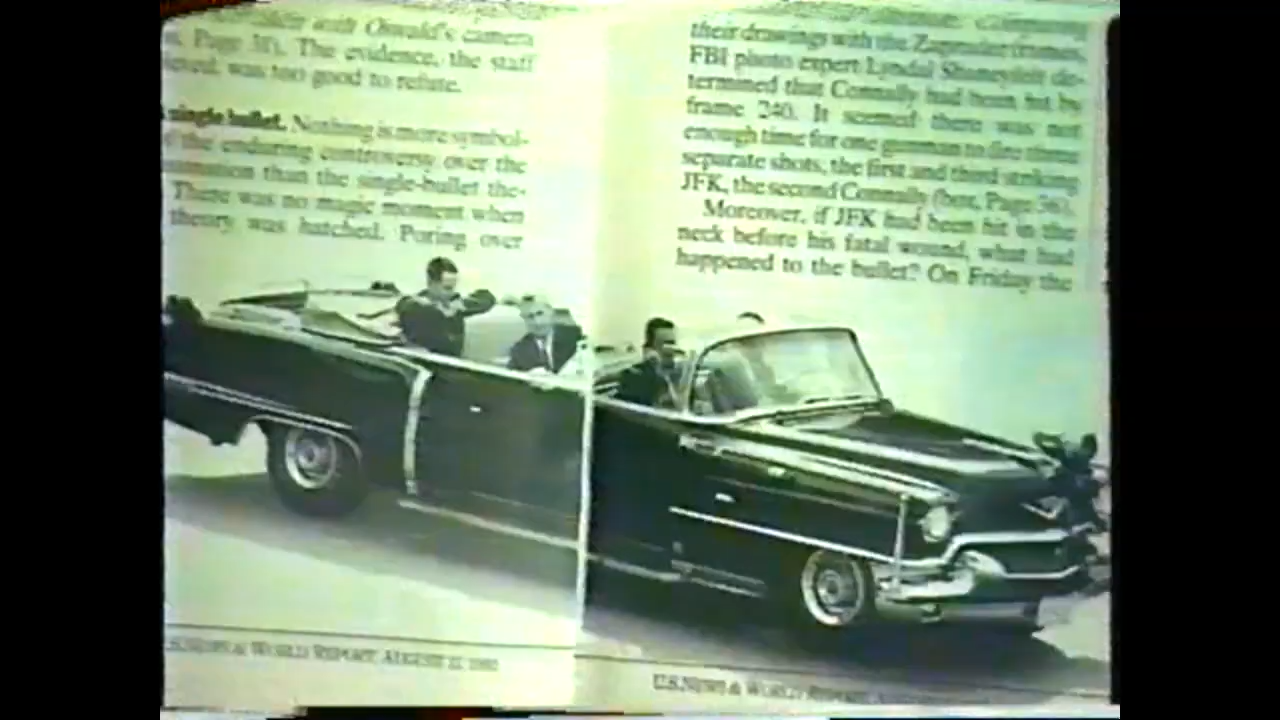 with Oswald's camera
Page 38). The evidence, the staff
was too good to refute.
single bullet. Nothing is more symbol-
the enduring controversy over the
than the single-bullet the-
There was no magic moment when
theory was hatched. Poring over
U.S. NEWS & WORLD REPORT, AUGUST
their drawings with the Zapruder frames,
FBI photo expert Lyndal Shaneyfelt de-
termined that Connally had been hit by
frame 240. It seemed there was not
enough time for one gunman to fire three
separate shots, the first and third striking
JFK, the second Connally (box, Page 36).
Moreover, if JFK had been hit in the
neck before his fatal wound, what had
happened to the bullet? On Friday the
U.S.NEWS & WORLD REPORT,